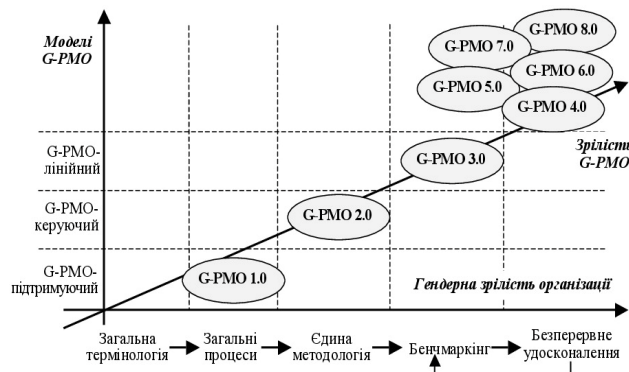 Моделі
G-PMO
G-PMO 8.0
G-PMO 7.0
G-PMO 6.0
G-PMO 5.0
G-PMO 4.0
Зрілість
G-PMO
G-PMO-
лінійний
G-PMO 3.0
G-PMO-
керуючий
G-PMO 2.0
G-PMO-
підтримуючий
G-PMO 1.0
Гендерна зрілість організації
Загальна
термінологія
Загальні
процеси
Єдина
методологія
Бенчмаркінг
Безперервне
удосконалення